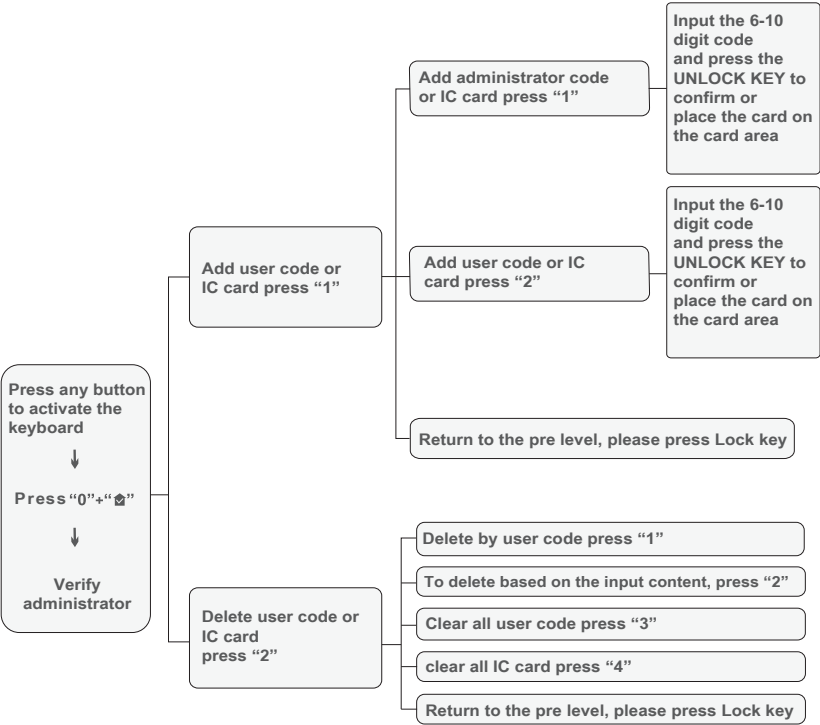 Press any button
to activate the
keyboard
Press “0”+“”
Verify
administrator
Add user code or
IC card press “1”
Add administrator code
or IC card press “1”
Input the 6-10
digit code
and press the
UNLOCK KEY to
confirm or
place the card on
the card area
Add user code or IC
card press “2”
Input the 6-10
digit code
and press the
UNLOCK KEY to
confirm or
place the card on
the card area
Return to the pre level, please press Lock key
Delete user code or
IC card
press “2”
Delete by user code press “1”
To delete based on the input content, press “2”
Clear all user code press “3”
clear all IC card press “4”
Return to the pre level, please press Lock key